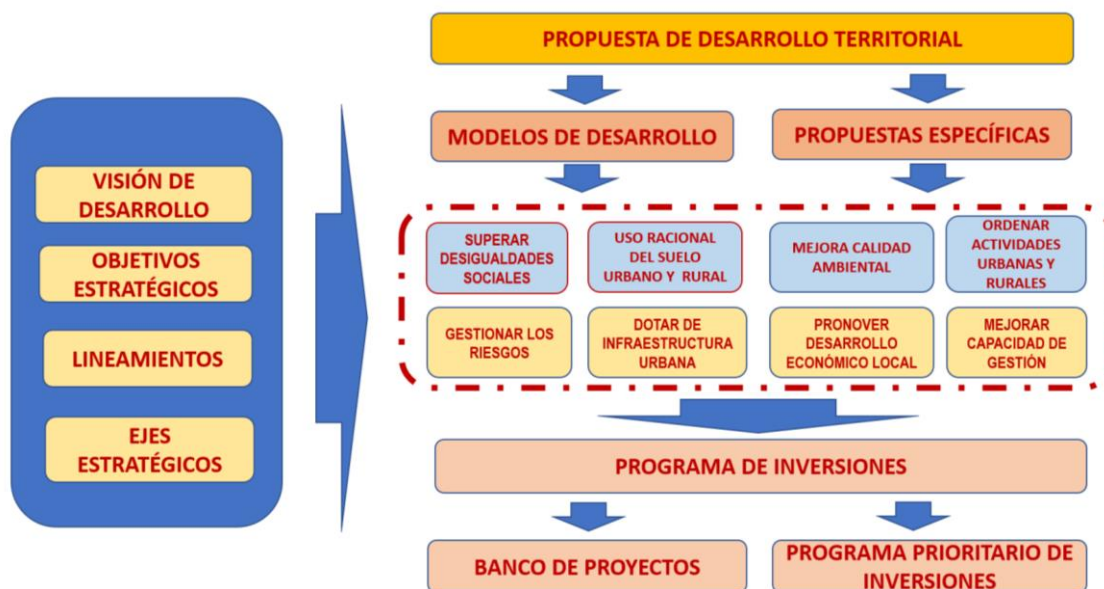 PROPUESTA DE DESARROLLO TERRITORIAL
MODELOS DE DESARROLLO
PROPUESTAS ESPECÍFICAS
VISIÓN DE
DESARROLLO
OBJETIVOS
ESTRATÉGICOS
LINEAMIENTOS
EJES
ESTRATÉGICOS
SUPERAR
DESIGUALDADES
SOCIALES
USO RACIONAL
DEL SUELO
URBANO Y RURAL
MEJORA CALIDAD
AMBIENTAL
ORDENAR
ACTIVIDADES
URBANAS Y
RURALES
GESTIONAR LOS
RIESGOS
DOTAR DE
INFRAESTRUCTURA
URBANA
PRONOVER
DESARROLLO
ECONÓMICO LOCAL
MEJORAR
CAPACIDAD DE
GESTIÓN
PROGRAMA DE INVERSIONES
BANCO DE PROYECTOS
PROGRAMA PRIORITARIO DE
INVERSIONES